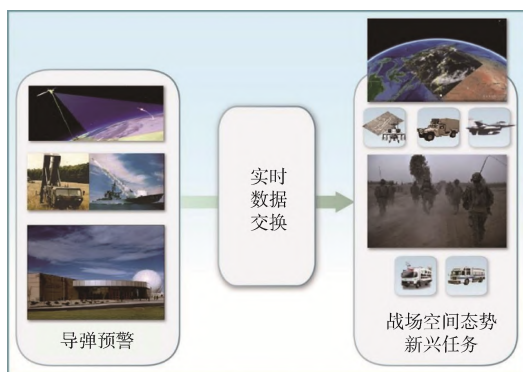 导弹预警
实时
数据
交换
战场空间态势
新兴任务